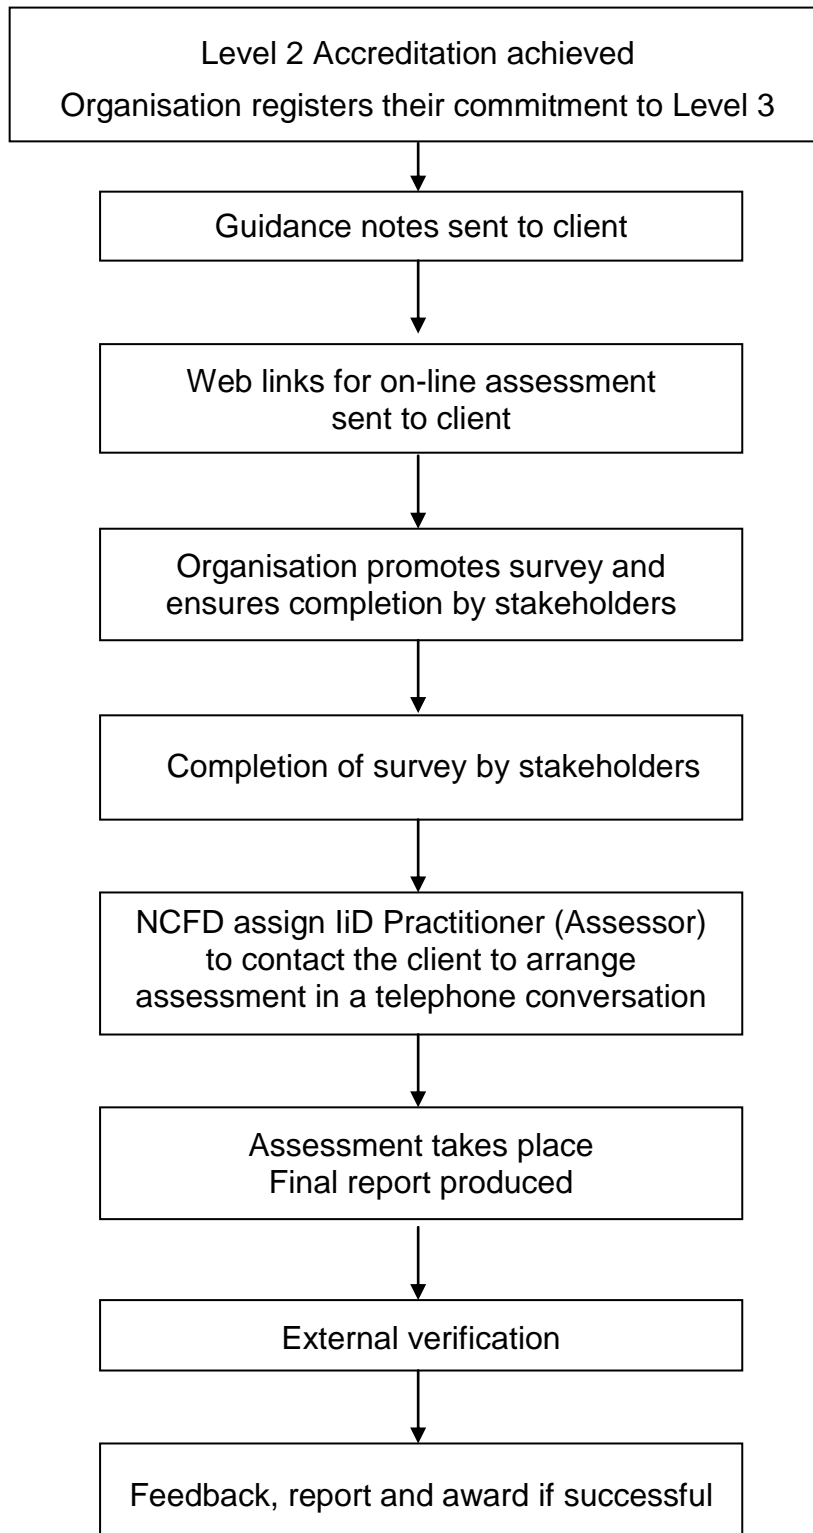 Level 2 Accreditation achieved
Organisation registers their commitment to Level 3
Guidance notes sent to client
Web links for on-line assessment
sent to client
Organisation promotes survey and
ensures completion by stakeholders
Completion of survey by stakeholders
NCFD assign IiD Practitioner (Assessor)
to contact the client to arrange
assessment in a telephone conversation
Assessment takes place
Final report produced
External verification
Feedback, report and award if successful